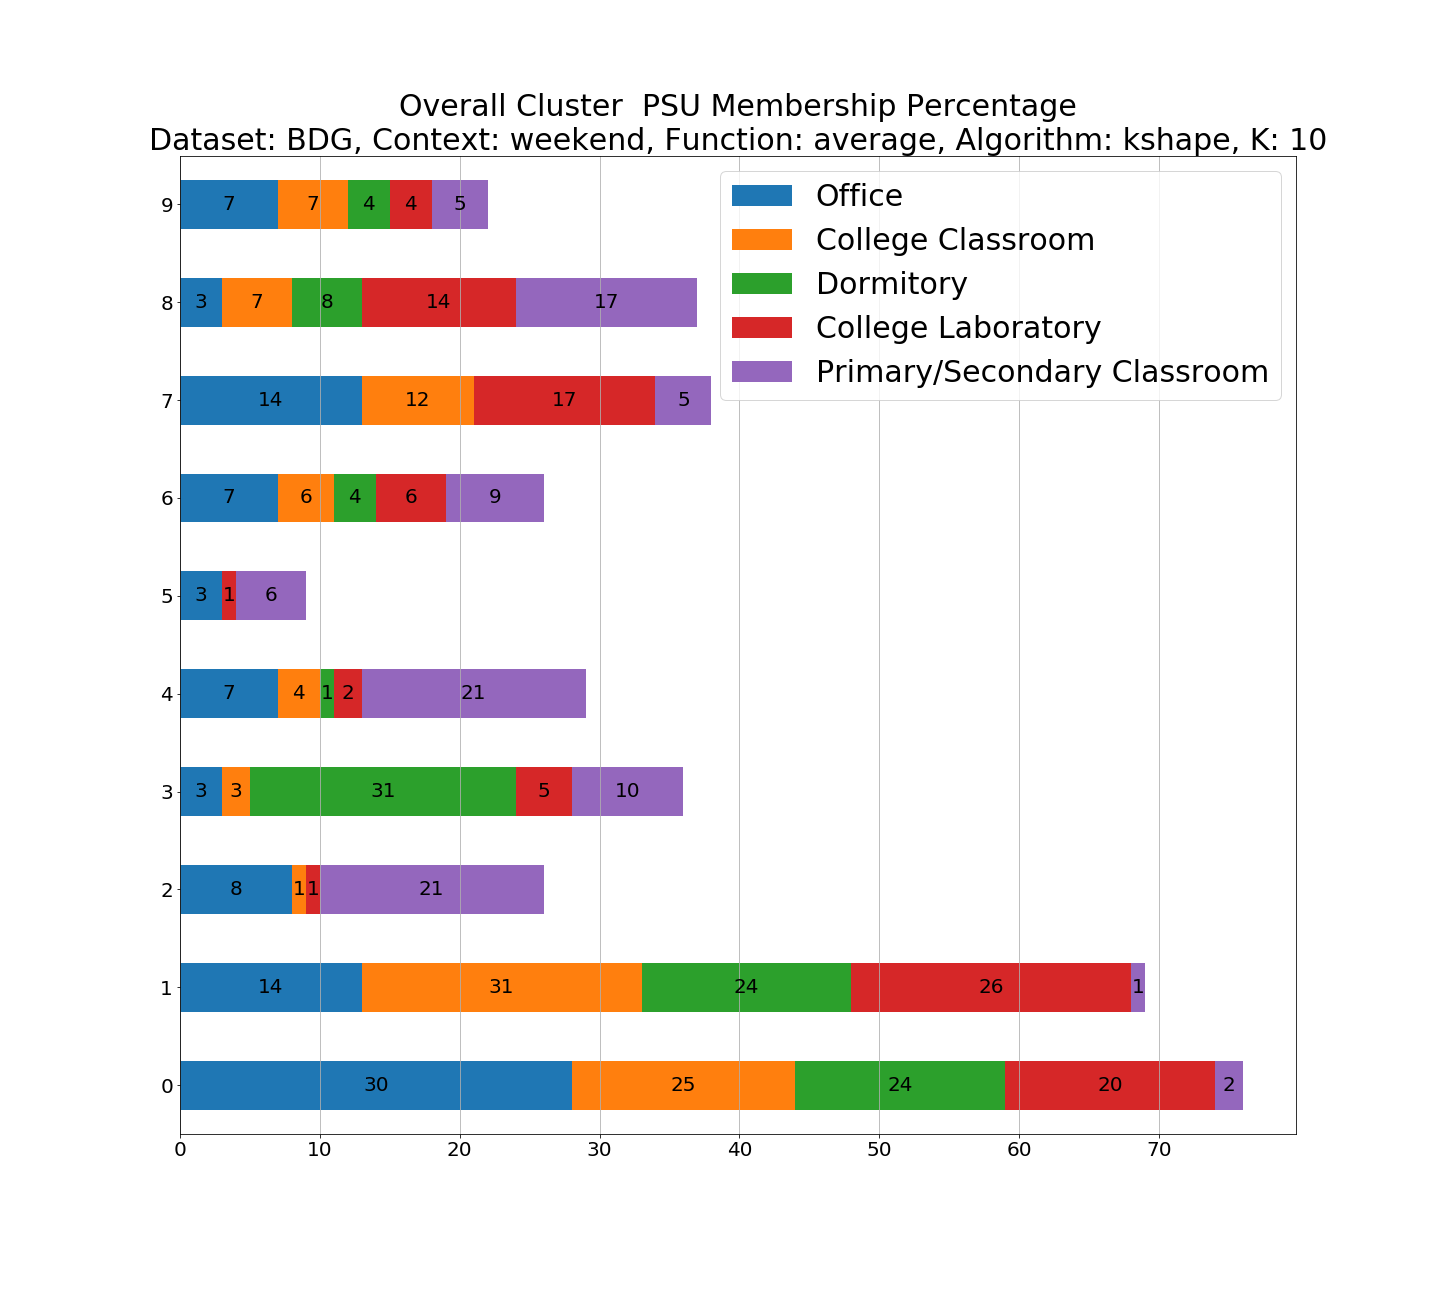 Overall Cluster  PSU Membership Percentage
Dataset: BDG, Context: weekend, Function: average, Algorithm: kshape, K: 10
Office
College Classroom
Dormitory
College Laboratory
Primary/Secondary Classroom
9 7 7 4 4 5
8 3 7 8 14 17
7 14 12 17 5
6 7 6 4 6 9
5 3 1 6
4 7 4 1 2 21
3 3 3 31 5 10
2 8 1 1 21
1 14 31 24 26 1
0 30 25 24 20 2
0 10 20 30 40 50 60 70